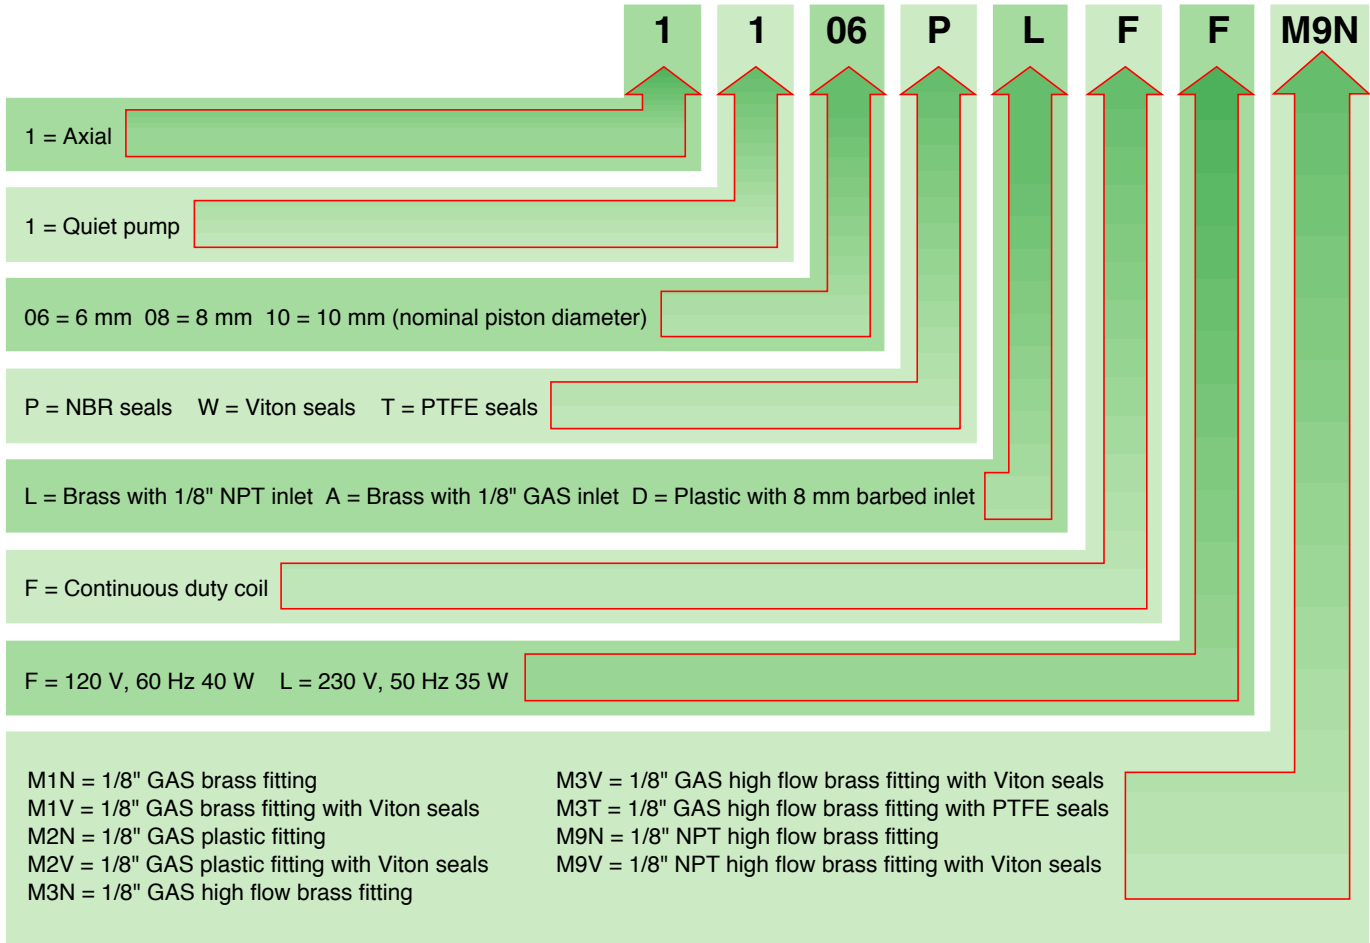 1 1 06 P L F F M9N
1 = Axial
1 = Quiet pump
06 = 6 mm 08 = 8 mm 10 = 10 mm (nominal piston diameter)
P = NBR seals W = Viton seals T = PTFE seals
L = Brass with 1/8" NPT inlet A = Brass with 1/8" GAS inlet D = Plastic with 8 mm barbed inlet
F = Continuous duty coil
F = 120 V, 60 Hz 40 W L = 230 V, 50 Hz 35 W
M1N = 1/8" GAS brass fitting
M1V = 1/8" GAS brass fitting with Viton seals
M2N = 1/8" GAS plastic fitting
M2V = 1/8" GAS plastic fitting with Viton seals
M3N = 1/8" GAS high flow brass fitting
M3V = 1/8" GAS high flow brass fitting with Viton seals
M3T = 1/8" GAS high flow brass fitting with PTFE seals
M9N = 1/8" NPT high flow brass fitting
M9V = 1/8" NPT high flow brass fitting with Viton seals